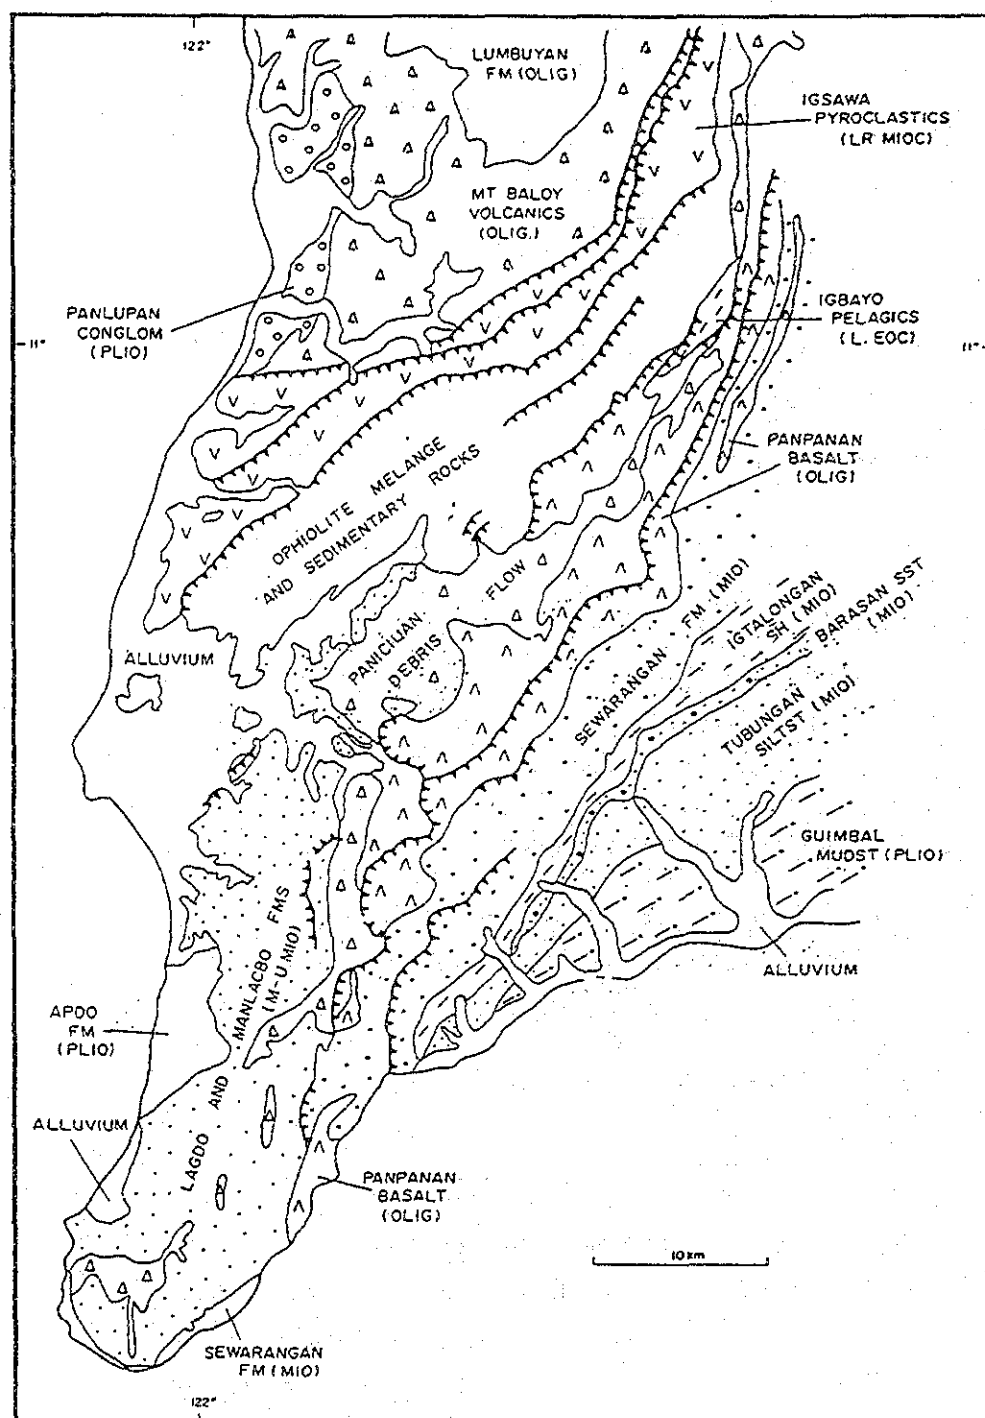 122°
LUMBUYAN
FM (OLIG)
IGSAWA
PYROCLASTICS
(LR MIOC)
MT BALOY
VOLCANICS
(OLIG.)
PANLUPAN
CONGLOM
(PLIO)
IGBAYO
PELAGICS
(L. EOC)
11°
11°
PANPANAN
BASALT
(OLIG)
OPHIOLITE MELANGE
AND SEDIMENTARY ROCKS
PANICIUAN
DEBRIS
FLOW
SEWARANGAN FM (MIO)
IGTALONGAN
SH (MIO)
BARASAN SST
(MIO)
TUBUNGAN
SILTST (MIO)
ALLUVIUM
GUIMBAL
MUDST (PLIO)
ALLUVIUM
LAGDO AND MANLACBO FMS
(M-U MIO)
APDO
FM
(PLIO)
ALLUVIUM
PANPANAN
BASALT
(OLIG)
10 km
SEWARANGAN
FM (MIO)
122°